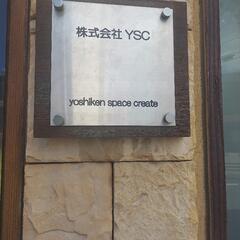 株式会社 YSC
yoshiken space create